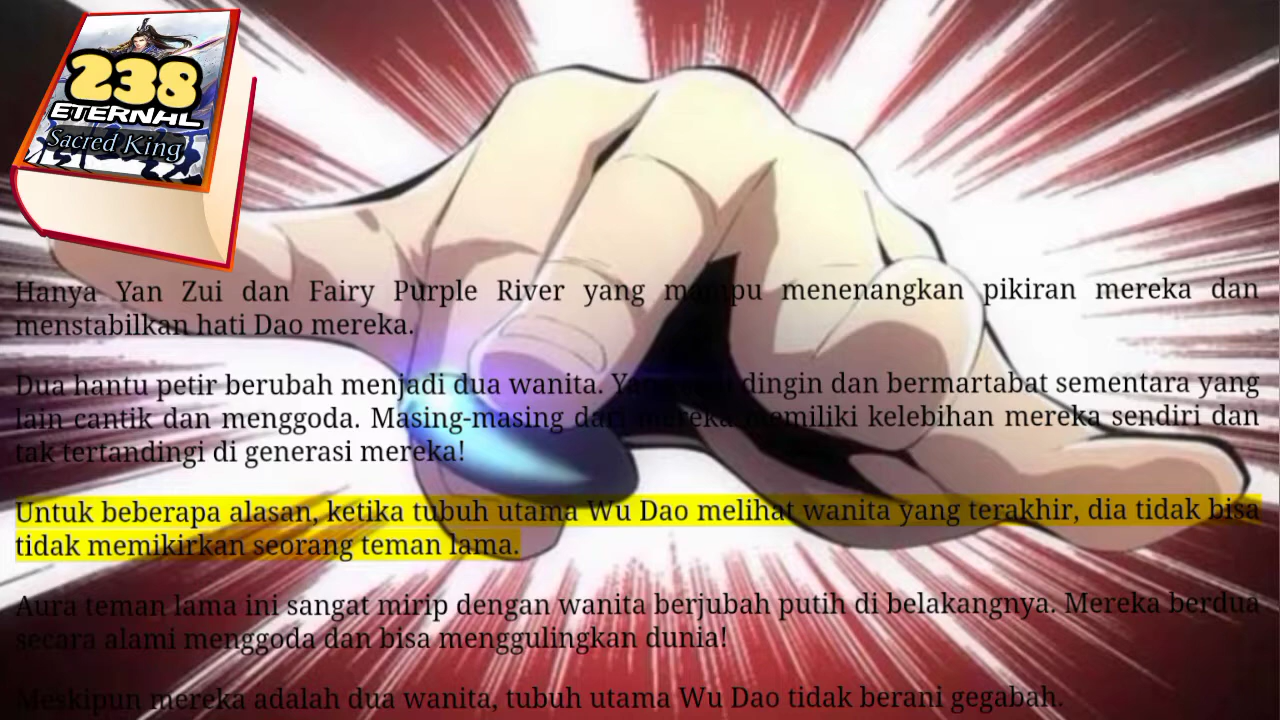 238
ETERNAL
Sacred King
Hanya Yan Zui dan Fairy Purple River yang mampu menenangkan pikiran mereka dan
menstabilkan hati Dao mereka.
Dua hantu petir berubah menjadi dua wanita. Yang dingin dan bermartabat sementara yang
lain cantik dan menggoda. Masing-masing dari mereka memiliki kelebihan mereka sendiri dan
tak tertandingi di generasi mereka!
Untuk beberapa alasan, ketika tubuh utama Wu Dao melihat wanita yang terakhir, dia tidak bisa
tidak memikirkan seorang teman lama.
Aura teman lama ini sangat mirip dengan wanita berjubah putih di belakangnya. Mereka berdua
secara alami menggoda dan bisa menggulingkan dunia!
Meskipun mereka adalah dua wanita, tubuh utama Wu Dao tidak berani gegabah.